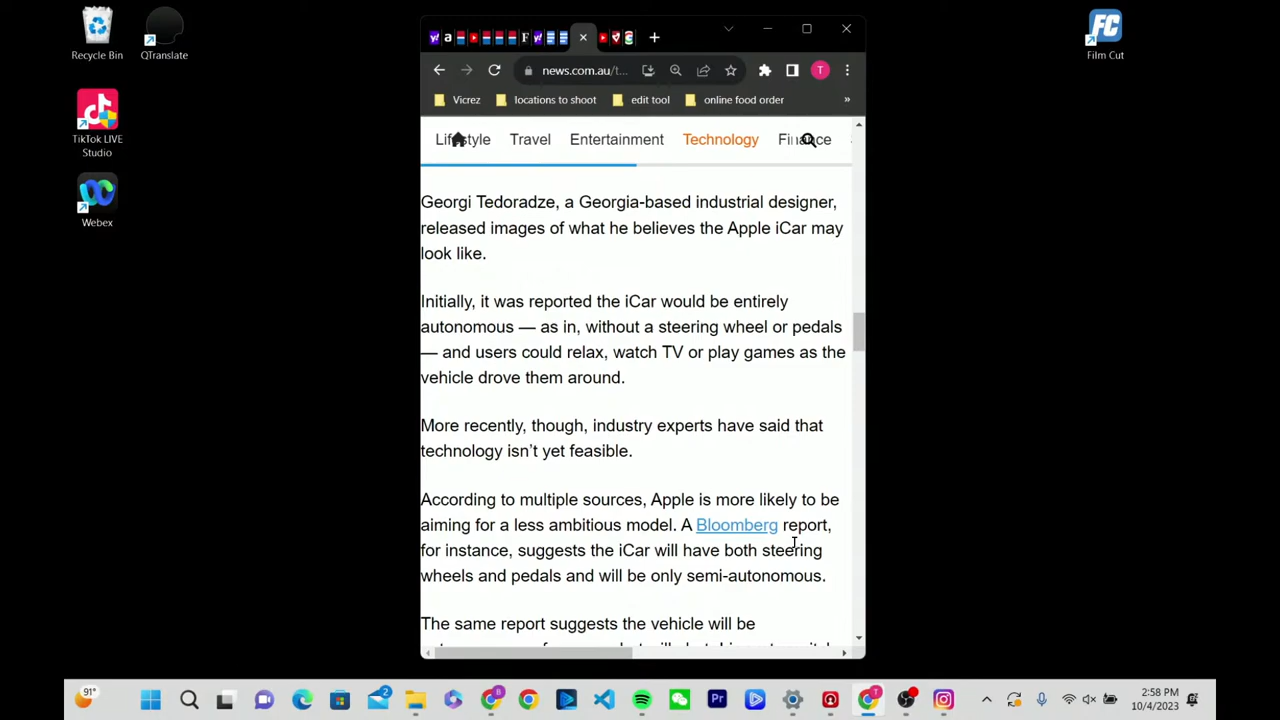 Recycle Bin
QTranslate
TikTok LIVE
Studio
Webex
FC
Film Cut
news.com.au/t...
T
Vicrez
locations to shoot
edit tool
online food order
»
Lifestyle
Travel
Entertainment
Technology
Finance
Georgi Tedoradze, a Georgia-based industrial designer,
released images of what he believes the Apple iCar may
look like.
Initially, it was reported the iCar would be entirely
autonomous — as in, without a steering wheel or pedals
— and users could relax, watch TV or play games as the
vehicle drove them around.
More recently, though, industry experts have said that
technology isn't yet feasible.
According to multiple sources, Apple is more likely to be
aiming for a less ambitious model. A Bloomberg report,
for instance, suggests the iCar will have both steering
wheels and pedals and will be only semi-autonomous.
The same report suggests the vehicle will be
91°
2
Pr
2:58 PM
10/4/2023